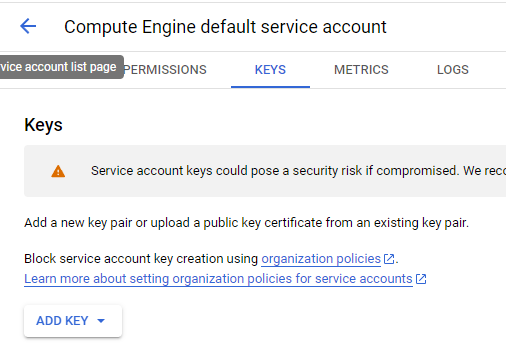 Compute Engine default service account
vice account list page
PERMISSIONS KEYS METRICS LOGS
Keys
Service account keys could pose a security risk if compromised. We
Add a new key pair or upload a public key certificate from an existing key pair.
Block service account key creation using organization policies.
Learn more about setting organization policies for service accounts
ADD KEY